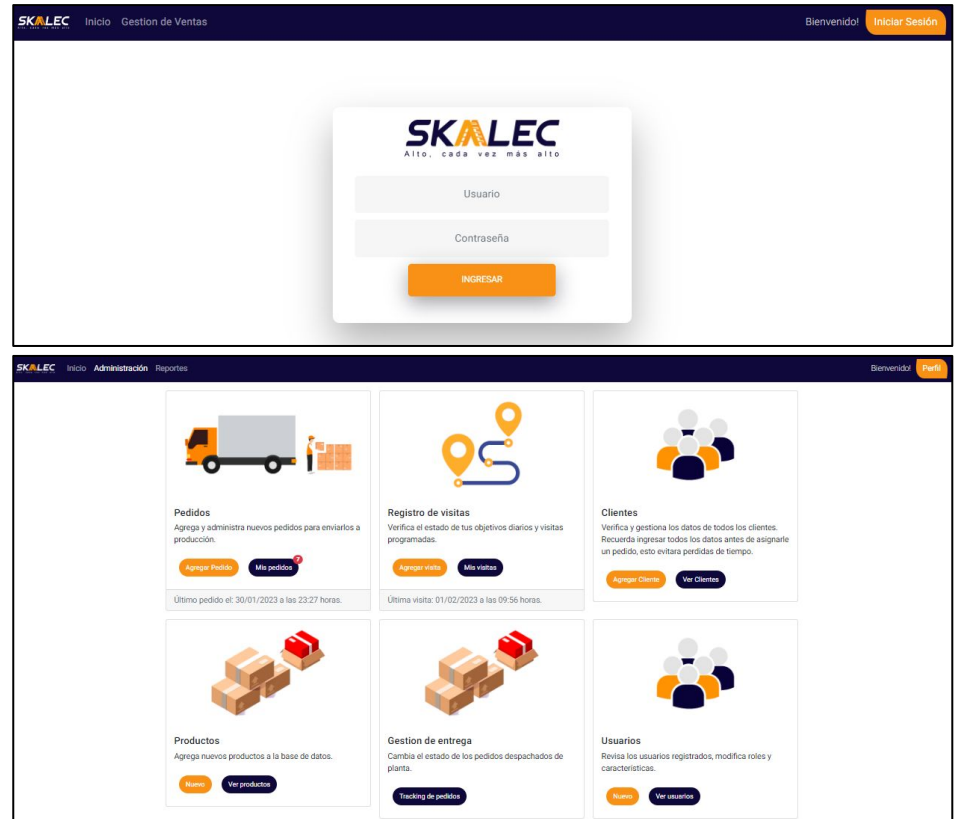 SKALEC Inicio Gestion de Ventas Bienvenido! Iniciar Sesión
SKALEC
Alto, cada vez más alto
Usuario
Contraseña
INGRESAR
SKALEC Inicio Administración Reportes Bienvenido! Perfil
Pedidos
Agrega y administra nuevos pedidos para enviarlos a
producción.
Agregar Pedido Mis pedidos 7
Último pedido el: 30/01/2023 a las 23:27 horas.
Registro de visitas
Verifica el estado de tus objetivos diarios y visitas
programadas.
Agregar visita Mis visitas
Última visita: 01/02/2023 a las 09:56 horas.
Clientes
Verifica y gestiona los datos de todos los clientes.
Recuerda ingresar todos los datos antes de asignarle
un pedido, esto evitara perdidas de tiempo.
Agregar Cliente Ver Clientes
Productos
Agrega nuevos productos a la base de datos.
Nuevo Ver productos
Gestion de entrega
Cambia el estado de los pedidos despachados de
planta.
Tracking de pedidos
Usuarios
Revisa los usuarios registrados, modifica roles y
características.
Nuevo Ver usuarios